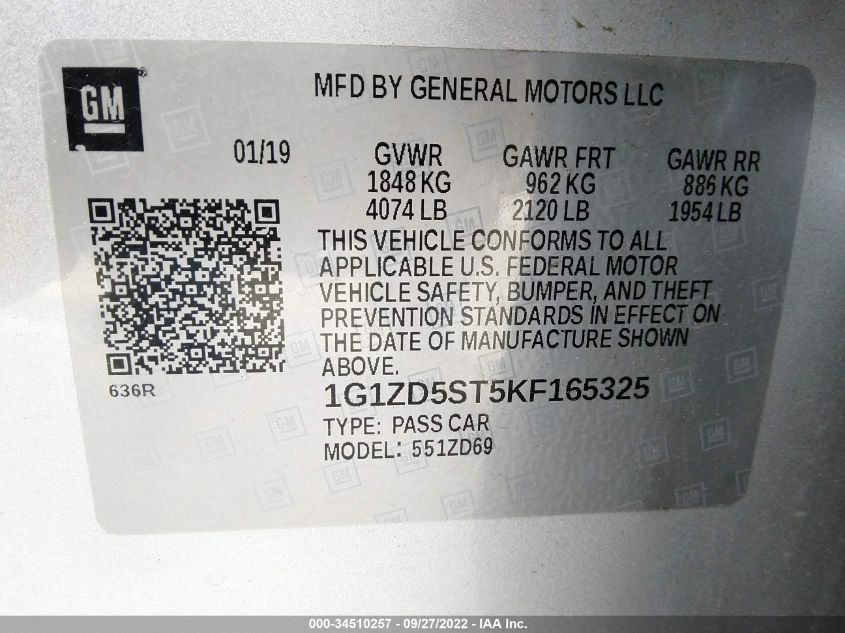 GM
MFD BY GENERAL MOTORS LLC
01/19 GVWR GAWR FRT GAWR RR
1848 KG 962 KG 886 KG
4074 LB 2120 LB 1954 LB
THIS VEHICLE CONFORMS TO ALL
APPLICABLE U.S. FEDERAL MOTOR
VEHICLE SAFETY, BUMPER, AND THEFT
PREVENTION STANDARDS IN EFFECT ON
THE DATE OF MANUFACTURE SHOWN
ABOVE.
636R
1G1ZD5ST5KF165325
TYPE: PASS CAR
MODEL: 551ZD69
000-34510257 - 09/27/2022 - IAA Inc.